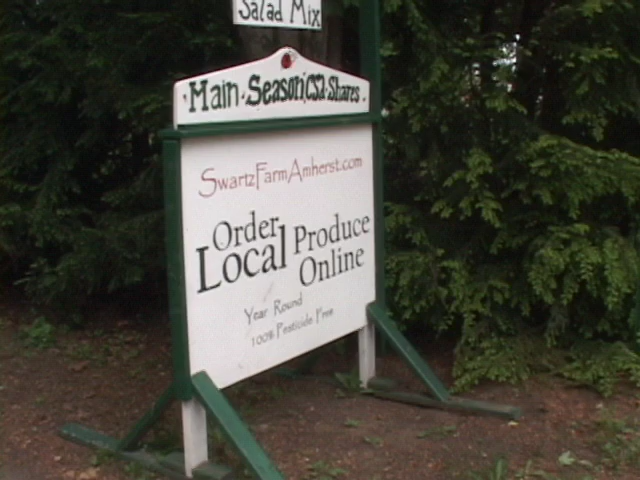 Salad Mix
Main · Season CSA · Shares
SwartzFarmAmherst.com
Order
Local Produce
Online
Year Round
100% Pesticide Free